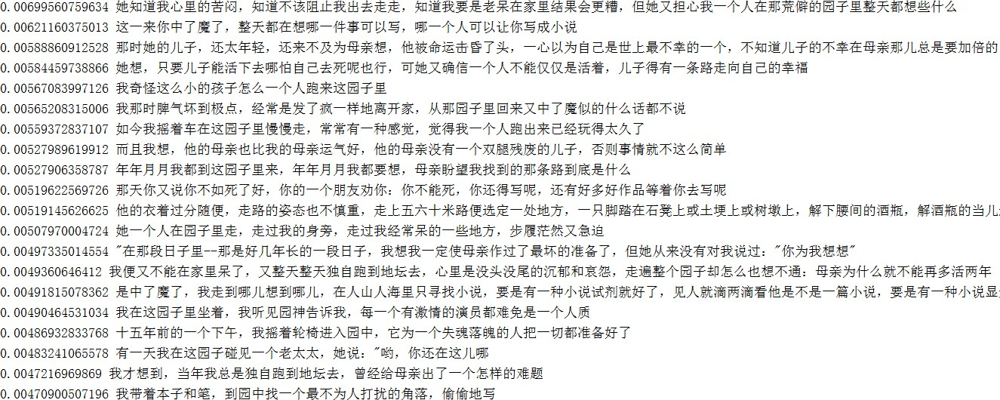 0.00699560759634 她知道我心里的苦闷，知道不该阻止我出去走走，知道我要是老呆在家里结果会更糟，但她又担心我一个人在那荒僻的园子里整天都想些什么
0.00621160375013 这一来你中了魔了，整天都在想哪一件事可以写，哪一个人可以让你写成小说
0.00588860912528 那时她的儿子，还太年轻，还来不及为母亲想，他被命运击昏了头，一心以为自己是世上最不幸的一个，不知道儿子的不幸在母亲那儿总是要加倍的
0.00584459738866 她想，只要儿子能活下去哪怕自己去死呢也行，可她又确信一个人不能仅仅是活着，儿子得有一条路走向自己的幸福
0.00567083997126 我奇怪这么小的孩子怎么一个人跑来这园子里
0.00565208315006 我那时脾气坏到极点，经常是发了疯一样地离开家，从那园子里回来又中了魔似的什么话都不说
0.00559372837107 如今我摇着车在这园子里慢慢走，常常有一种感觉，觉得我一个人跑出来已经玩得太久了
0.00527989619912 而且我想，他的母亲也比我的母亲运气好，他的母亲没有一个双腿残废的儿子，否则事情就不这么简单
0.00527906358787 年年月月我都到这园子里来，年年月月我都要想，母亲盼望我找到的那条路到底是什么
0.00519622569726 那天你又说你不如死了好，你的一个朋友劝你：你不能死，你还得写呢，还有好多好作品等着你去写呢
0.00519145626625 他的衣着过分随便，走路的姿态也不慎重，走上五六十米路便选定一处地方，一只脚踏在石凳上或土埂上或树墩上，解下腰间的酒瓶，解酒瓶的当儿
0.00507970004724 她一个人在园子里走，走过我的身旁，走过我经常呆的一些地方，步履茫然又急迫
0.00497335014554 "在那段日子里--那是好几年长的一段日子，我想我一定使母亲作过了最坏的准备了，但她从来没有对我说过："你为我想想"
0.0049360646412 我便又不能在家里呆了，又整天整天独自跑到地坛去，心里是没头没尾的沉郁和哀怨，走遍整个园子却怎么也想不通：母亲为什么就不能再多活两年
0.00491815078362 是中了魔了，我走到哪儿想到哪儿，在人山人海里只寻找小说，要是有一种小说试剂就好了，见人就滴两滴看他是不是一篇小说，要是有一种小说显
0.00490464531034 我在这园子里坐着，我听见园神告诉我，每一个有激情的演员都难免是一个人质
0.00486932833768 十五年前的一个下午，我摇着轮椅进入园中，它为一个失魂落魄的人把一切都准备好了
0.00483241065578 有一天我在这园子碰见一个老太太，她说："哟，你还在这儿哪
0.0047216969869 我才想到，当年我总是独自跑到地坛去，曾经给母亲出了一个怎样的难题
0.00470900507196 我带着本子和笔，到园中找一个最不为人打扰的角落，偷偷地写